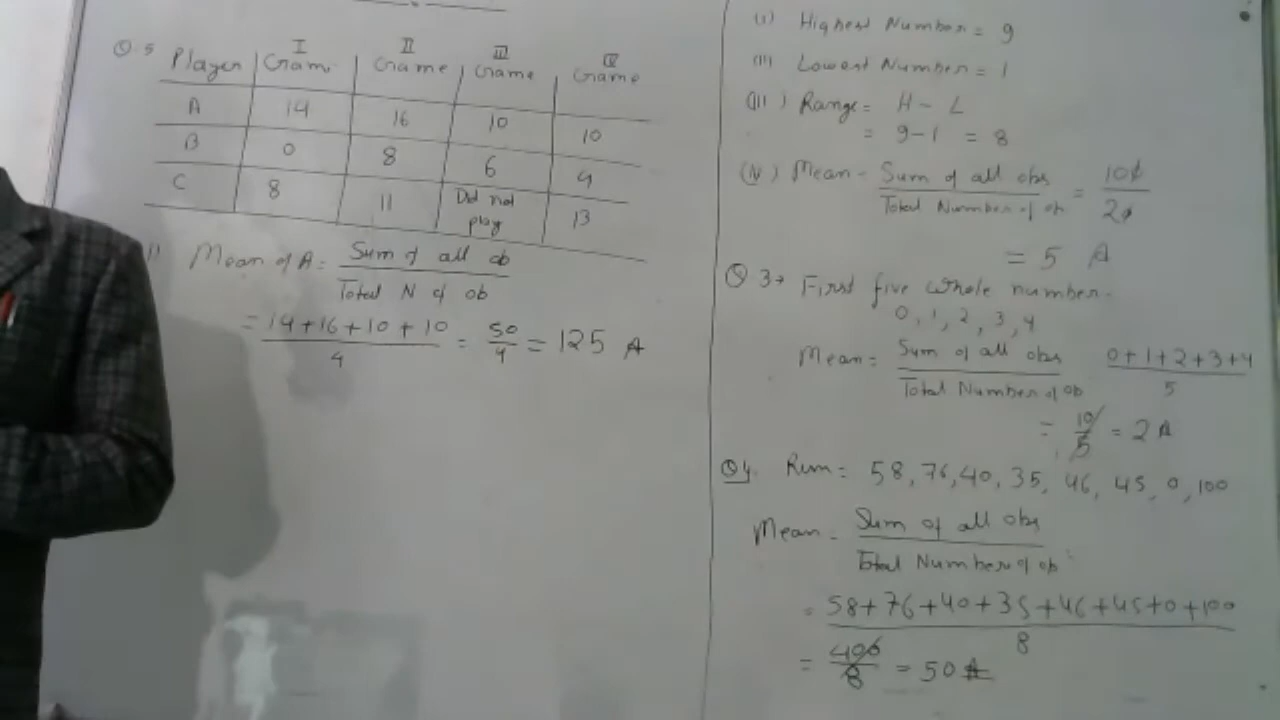 Q 5 Player I Game II Game III Game IV Game
A 14 16 10 10
B 0 8 6 4
C 8 11 Did not play 13
1) Mean of A = Sum of all ob / Total N of ob
= 14+16+10+10 / 4 = 50/4 = 125 A
(I) Highest Number = 9
(II) Lowest Number = 1
(III) Range = H - L
= 9-1 = 8
(IV) Mean = Sum of all obs / Total Number of ob = 100/20
= 5 A
Q 3→ First five whole number.
0, 1, 2, 3, 4
Mean = Sum of all obs / Total Number of ob 0+1+2+3+4 / 5
= 10/5 = 2 A
Q 4. Run = 58, 76, 40, 35, 46, 45, 0, 100
Mean = Sum of all obs / Total Number of ob
= 58+76+40+35+46+45+0+100 / 8
= 400/8 = 50 A